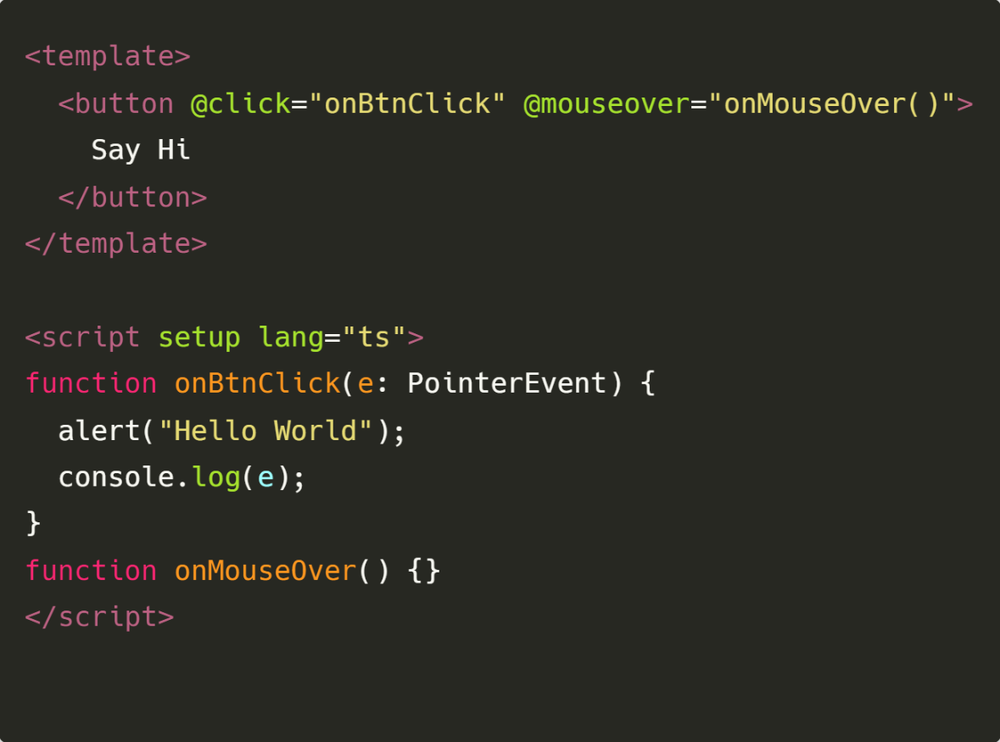 <template>
  <button @click="onBtnClick" @mouseover="onMouseOver()">
    Say Hi
  </button>
</template>

<script setup lang="ts">
function onBtnClick(e: PointerEvent) {
  alert("Hello World");
  console.log(e);
}
function onMouseOver() {}
</script>